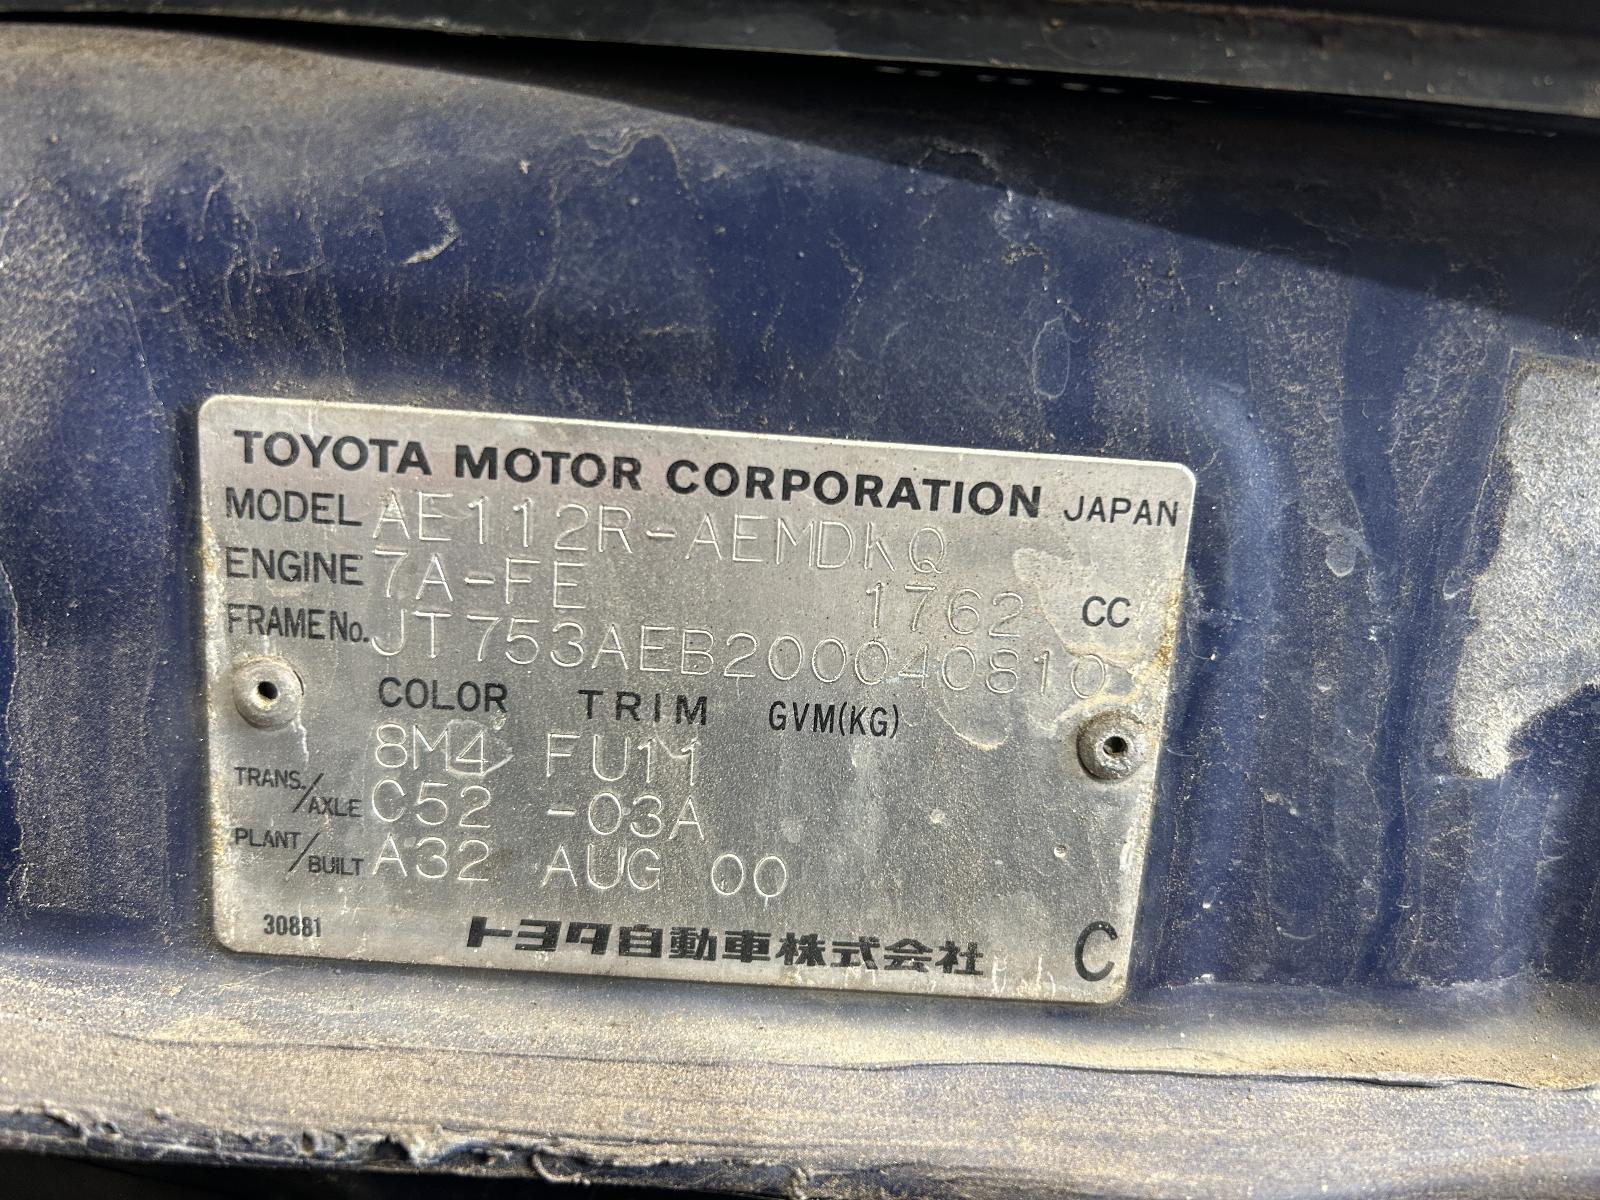 TOYOTA MOTOR CORPORATION JAPAN
MODEL AE112R-AEMDKQ
ENGINE 7A-FE 1762 CC
FRAME No. JT753AEB200040810
COLOR TRIM GVM(KG)
8M4 FU11
TRANS./AXLE C52 -03A
PLANT/BUILT A32 AUG 00
30881 トヨタ自動車株式会社 C